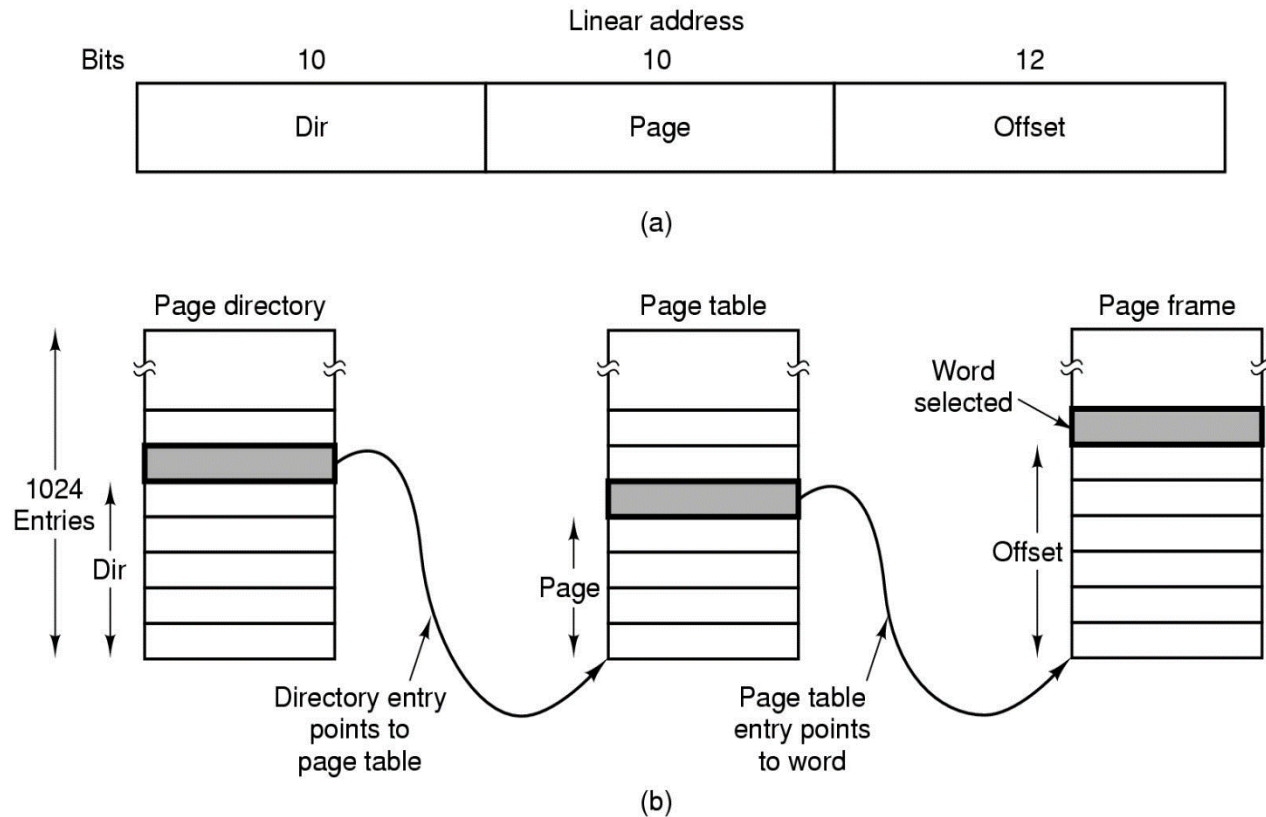 Linear address
Bits 10 10 12
Dir Page Offset
(a)
Page directory Page table Page frame
Word
selected
1024
Entries
Dir
Page
Offset
Directory entry
points to
page table
Page table
entry points
to word
(b)